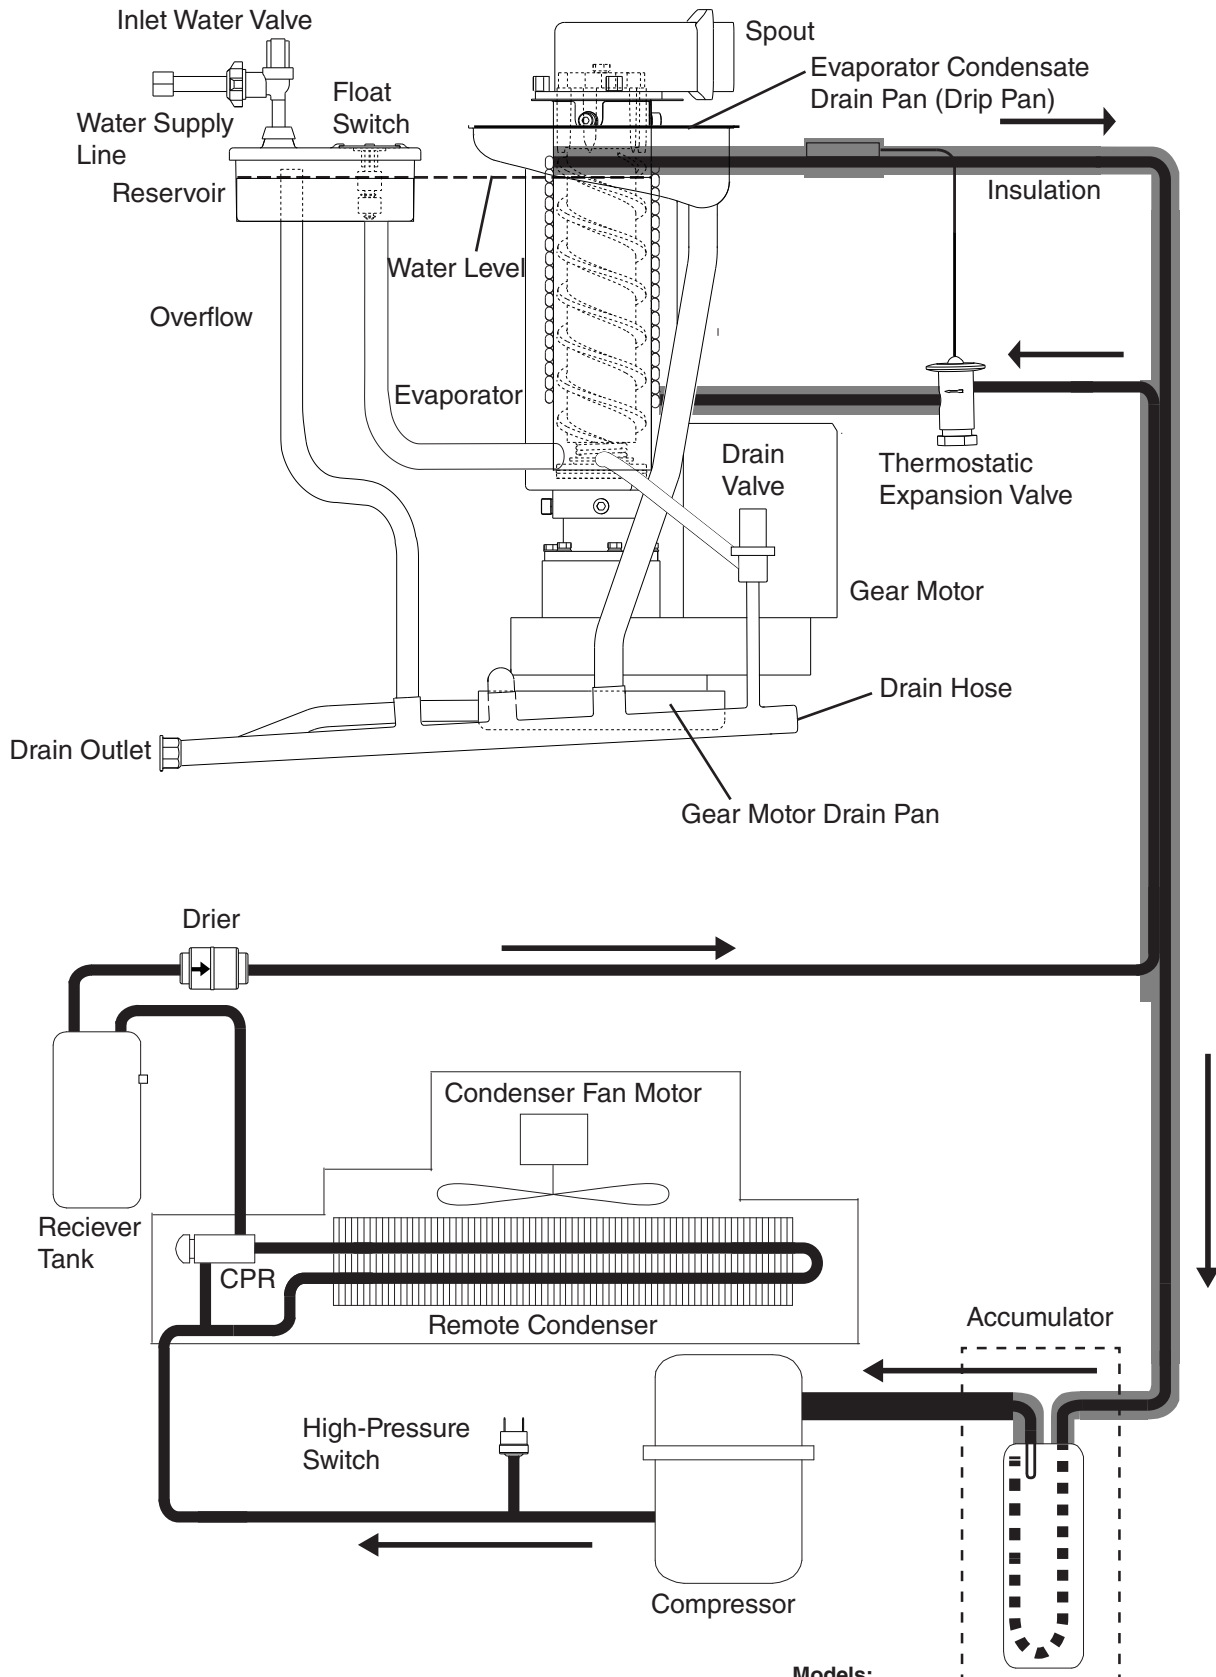 Inlet Water Valve
Spout
Evaporator Condensate
Drain Pan (Drip Pan)
Float
Switch
Water Supply
Line
Reservoir
Insulation
Water Level
Overflow
Evaporator
Drain
Valve
Thermostatic
Expansion Valve
Gear Motor
Drain Hose
Drain Outlet
Gear Motor Drain Pan
Drier
Condenser Fan Motor
Reciever
Tank
CPR
Remote Condenser
Accumulator
High-Pressure
Switch
Compressor
Models: